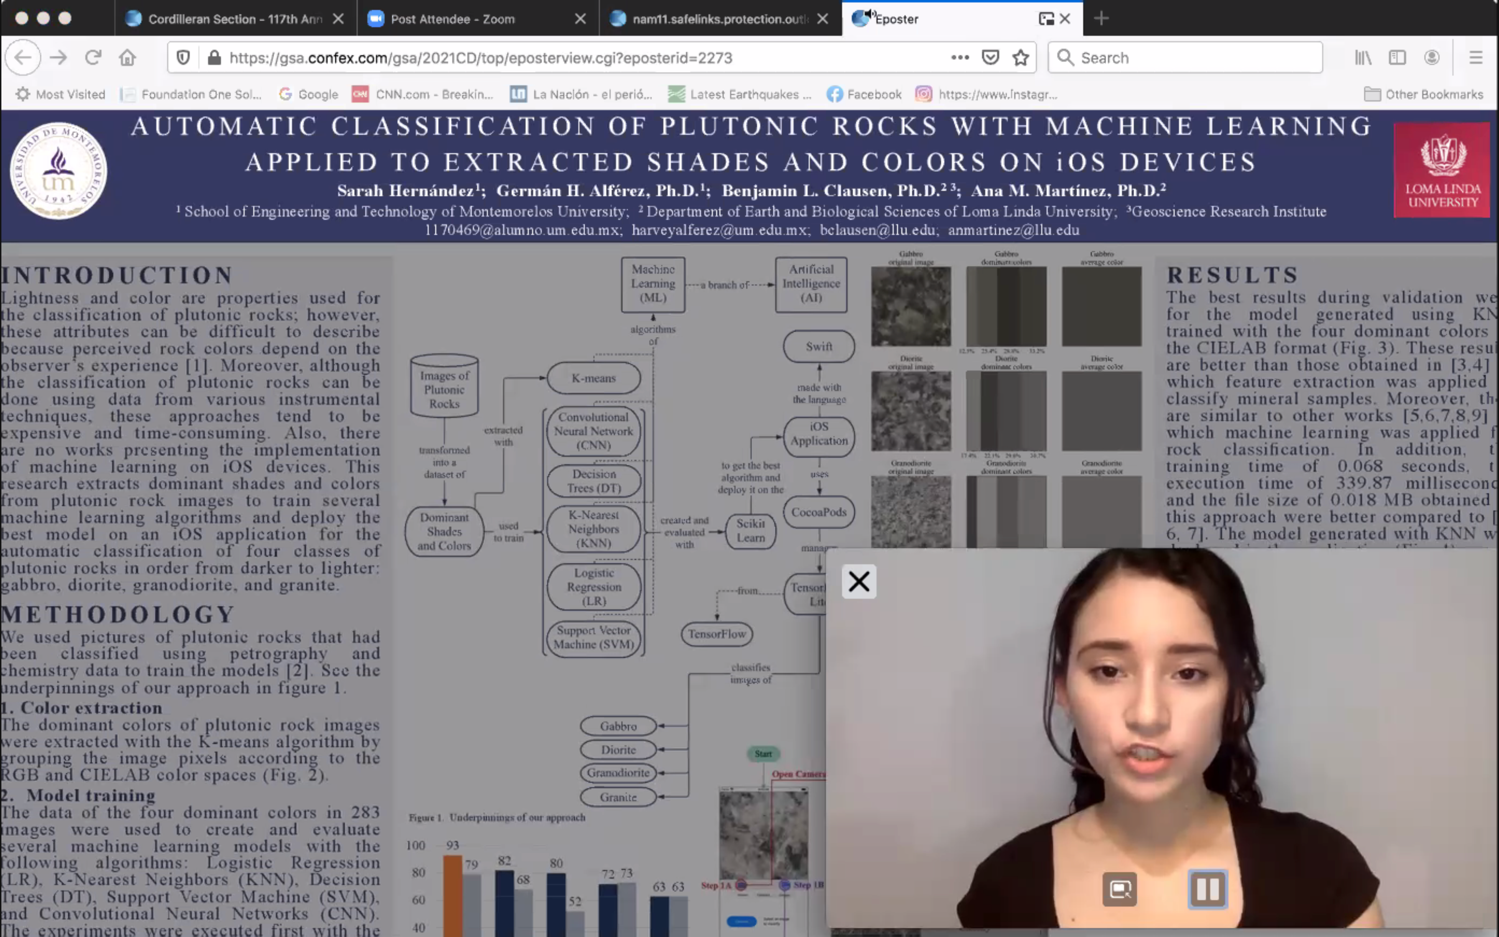 Cordilleran Section - 117th Ann
Post Attendee - Zoom
nam11.safelinks.protection.outl
Eposter
https://gsa.confex.com/gsa/2021CD/top/eposterview.cgi?eposterid=2273
Search
Most Visited
Foundation One Sol...
Google
CNN.com - Breakin...
La Nación - el perió...
Latest Earthquakes ...
Facebook
https://www.instagr...
Other Bookmarks
AUTOMATIC CLASSIFICATION OF PLUTONIC ROCKS WITH MACHINE LEARNING
APPLIED TO EXTRACTED SHADES AND COLORS ON iOS DEVICES
Sarah Hernández¹; Germán H. Alférez, Ph.D.¹; Benjamin L. Clausen, Ph.D.² ³; Ana M. Martínez, Ph.D.²
¹ School of Engineering and Technology of Montemorelos University; ² Department of Earth and Biological Sciences of Loma Linda University; ³Geoscience Research Institute
1170469@alumno.um.edu.mx; harveyalferez@um.edu.mx; bclausen@llu.edu; anmartinez@llu.edu
UNIVERSIDAD DE MONTEMORELOS
um
1942
LOMA LINDA
UNIVERSITY
INTRODUCTION
Lightness and color are properties used for
the classification of plutonic rocks; however,
these attributes can be difficult to describe
because perceived rock colors depend on the
observer's experience [1]. Moreover, although
the classification of plutonic rocks can be
done using data from various instrumental
techniques, these approaches tend to be
expensive and time-consuming. Also, there
are no works presenting the implementation
of machine learning on iOS devices. This
research extracts dominant shades and colors
from plutonic rock images to train several
machine learning algorithms and deploy the
best model on an iOS application for the
automatic classification of four classes of
plutonic rocks in order from darker to lighter:
gabbro, diorite, granodiorite, and granite.
METHODOLOGY
We used pictures of plutonic rocks that had
been classified using petrography and
chemistry data to train the models [2]. See the
underpinnings of our approach in figure 1.
1. Color extraction
The dominant colors of plutonic rock images
were extracted with the K-means algorithm by
grouping the image pixels according to the
RGB and CIELAB color spaces (Fig. 2).
2. Model training
The data of the four dominant colors in 283
images were used to create and evaluate
several machine learning models with the
following algorithms: Logistic Regression
(LR), K-Nearest Neighbors (KNN), Decision
Trees (DT), Support Vector Machine (SVM),
and Convolutional Neural Networks (CNN).
The experiments were executed first with the
Machine
Learning
(ML)
a branch of
Artificial
Intelligence
(AI)
algorithms
of
Images of
Plutonic
Rocks
transformed
into a
dataset of
Dominant
Shades
and Colors
extracted
with
used
to train
K-means
Convolutional
Neural Network
(CNN)
Decision
Trees (DT)
K-Nearest
Neighbors
(KNN)
Logistic
Regression
(LR)
Support Vector
Machine (SVM)
created and
evaluated
with
Scikit
Learn
to get the best
algorithm and
deploy it on the
Swift
made with
the language
iOS
Application
uses
CocoaPods
manag
Tensor
Lit
from
TensorFlow
classifies
images of
Gabbro
Diorite
Granodiorite
Granite
Figure 1. Underpinnings of our approach
100
80
60
40
93
79
82
68
80
52
72
73
63
63
Start
Open Camera
Step 1A
Step 1B
Gabbro
original image
Gabbro
dominant colors
Gabbro
average color
Diorite
original image
Diorite
dominant colors
Diorite
average color
Granodiorite
original image
Granodiorite
dominant colors
Granodiorite
average color
RESULTS
The best results during validation we
for the model generated using KN
trained with the four dominant colors
the CIELAB format (Fig. 3). These resu
are better than those obtained in [3,4]
which feature extraction was applied
classify mineral samples. Moreover, th
are similar to other works [5,6,7,8,9]
which machine learning was applied f
rock classification. In addition, t
training time of 0.068 seconds, t
execution time of 339.87 millisecond
and the file size of 0.018 MB obtained
this approach were better compared to [
6, 7]. The model generated with KNN w